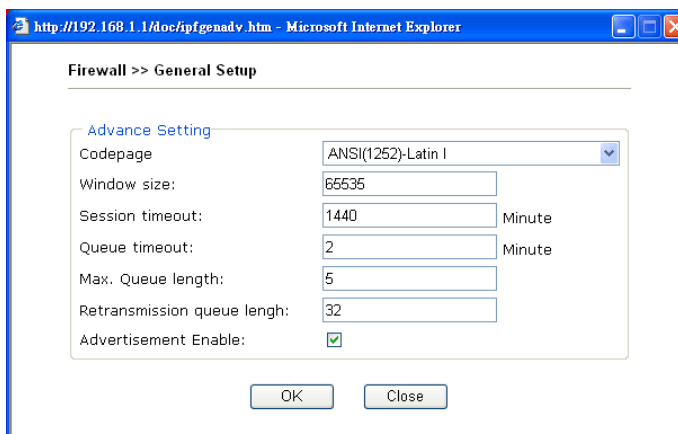 http://192.168.1.1/doc/ipfgenadv.htm - Microsoft Internet Explorer
Firewall >> General Setup
Advance Setting
Codepage ANSI(1252)-Latin I
Window size: 65535
Session timeout: 1440 Minute
Queue timeout: 2 Minute
Max. Queue length: 5
Retransmission queue lengh: 32
Advertisement Enable:
OK Close